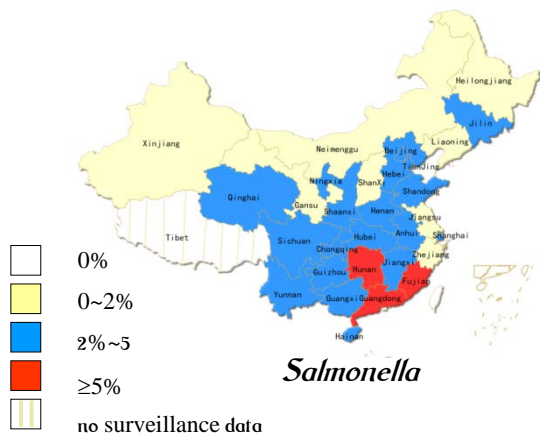 Heilongjiang
Jilin
Liaoning
Xinjiang
Neimenggu
Beijing
TianJing
Hebei
Ningxia
ShanXi
Qinghai
Shandong
Gansu
Shaanxi
Henan
Jiangsu
Anhui
Shanghai
Tibet
Sichuan
Hubei
Chongqing
Zhejiang
Jiangxi
Guizhou
Hunan
Fujian
Yunnan
Guangxi
Guangdong
Hainan
Salmonella
0%
0~2%
2%~5
≥5%
no surveillance data